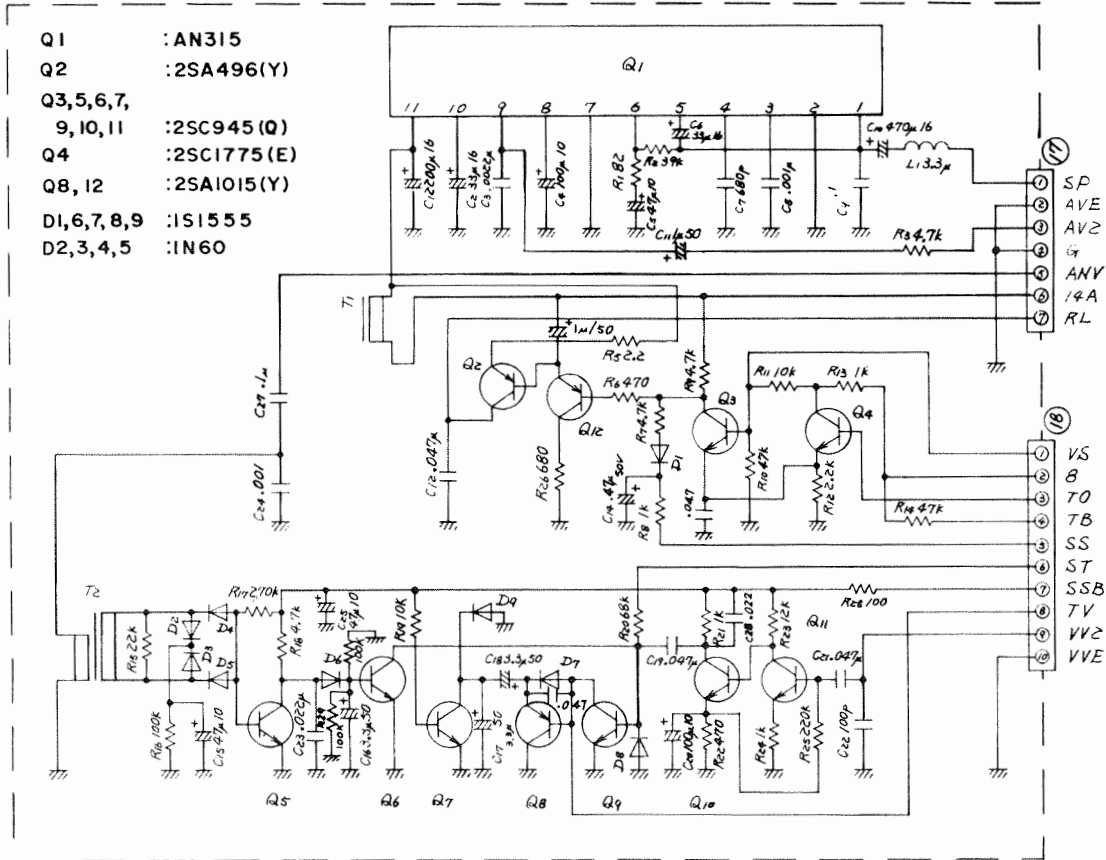 Q1 :AN315
Q2 :2SA496(Y)
Q3,5,6,7,
9,10,11 :2SC945(Q)
Q4 :2SC1775(E)
Q8,12 :2SA1015(Y)
D1,6,7,8,9 :1S1555
D2,3,4,5 :1N60
Q1
11 10 9 8 7 6 5 4 3 2 1
C1 2200μ16
C2 33μ16
C3 .0022μ
C4 100μ10
R1 82
C5 47μ10
R2 39k
C6 33μ16
C7 680p
C8 .001μ
C9 .1
C10 470μ16
L1 3.3μ
C11 1μ50
R3 4.7k
17
1 SP
2 AVE
3 AV2
4 G
5 ANV
6 14A
7 RL
T1
1μ/50
R5 2.2
Q2
Q12
R6 470
R9 4.7k
R7 4.7k
D1
Q3
R11 10k
R13 1k
Q4
C29 .1μ
C24 .001
C12 .047μ
R26 680
C14 .47μ 50V
R8 1k
.047
R10 47k
R12 2.2k
R14 47k
18
1 VS
2 8
3 TO
4 TB
5 SS
6 ST
7 SSB
8 TV
9 VV2
10 VVE
T2
R15 22k
D2
D3
D4
D5
R17 270k
R16 100k
C15 47μ10
R18 4.7k
C25 47μ10
D6
100k
C23 .022μ
R29 100k
C16 3.3μ50
R19 10k
D9
C18 3.3μ50
D7
.047
C17 3.3μ 50
R20 68k
D8
C19 .047μ
R21 1k
C28 .022
R23 12k
Q11
R28 100
C21 .047μ
C20 100μ10
R22 470
R24 1k
R25 220k
C22 100p
Q5 Q6 Q7 Q8 Q9 Q10